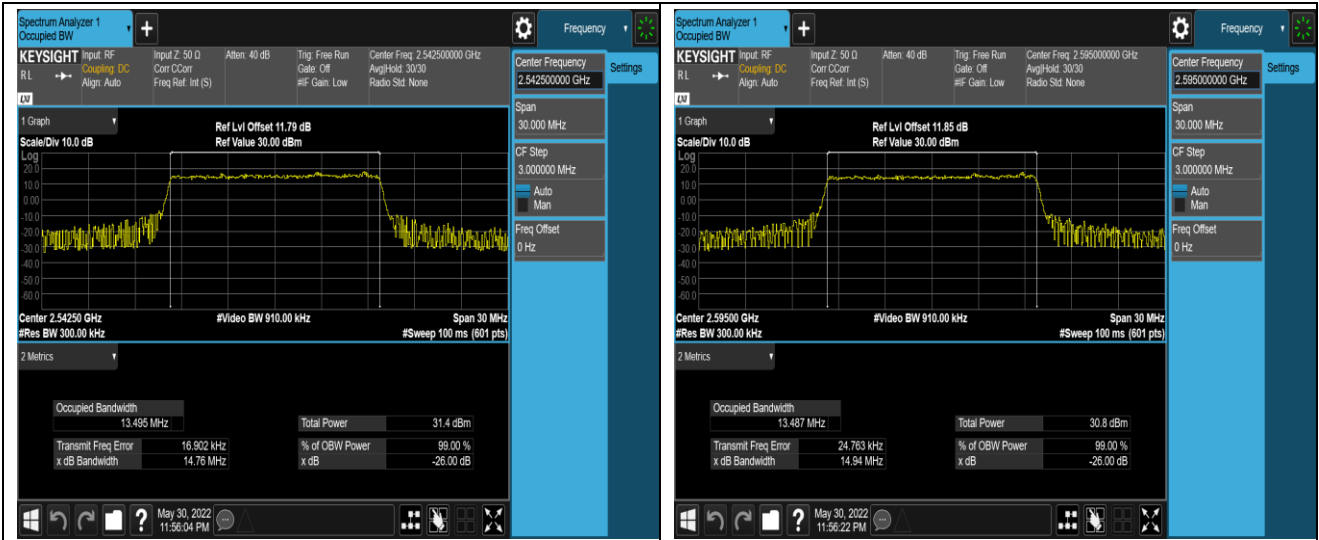 Spectrum Analyzer 1
Occupied BW
+
Frequency
KEYSIGHT Input: RF Input Z: 50 Ω Atten: 40 dB Trig: Free Run Center Freq: 2.542500000 GHz
Coupling: DC Corr CCorr Gate: Off Avg|Hold: 30/30
RL Align: Auto Freq Ref: Int (S) #IF Gain: Low Radio Std: None
LXI
Center Frequency
2.542500000 GHz
Settings
Span
30.000 MHz
CF Step
3.000000 MHz
Auto
Man
Freq Offset
0 Hz
1 Graph
Ref Lvl Offset 11.79 dB
Scale/Div 10.0 dB Ref Value 30.00 dBm
Log
20.0
10.0
0.00
-10.0
-20.0
-30.0
-40.0
-50.0
-60.0
Center 2.54250 GHz #Video BW 910.00 kHz Span 30 MHz
#Res BW 300.00 kHz #Sweep 100 ms (601 pts)
2 Metrics
Occupied Bandwidth
13.495 MHz Total Power 31.4 dBm
Transmit Freq Error 16.902 kHz % of OBW Power 99.00 %
x dB Bandwidth 14.76 MHz x dB -26.00 dB
? May 30, 2022
11:56:04 PM
Spectrum Analyzer 1
Occupied BW
+
Frequency
KEYSIGHT Input: RF Input Z: 50 Ω Atten: 40 dB Trig: Free Run Center Freq: 2.595000000 GHz
Coupling: DC Corr CCorr Gate: Off Avg|Hold: 30/30
RL Align: Auto Freq Ref: Int (S) #IF Gain: Low Radio Std: None
LXI
Center Frequency
2.595000000 GHz
Settings
Span
30.000 MHz
CF Step
3.000000 MHz
Auto
Man
Freq Offset
0 Hz
1 Graph
Ref Lvl Offset 11.85 dB
Scale/Div 10.0 dB Ref Value 30.00 dBm
Log
20.0
10.0
0.00
-10.0
-20.0
-30.0
-40.0
-50.0
-60.0
Center 2.59500 GHz #Video BW 910.00 kHz Span 30 MHz
#Res BW 300.00 kHz #Sweep 100 ms (601 pts)
2 Metrics
Occupied Bandwidth
13.487 MHz Total Power 30.8 dBm
Transmit Freq Error 24.763 kHz % of OBW Power 99.00 %
x dB Bandwidth 14.94 MHz x dB -26.00 dB
? May 30, 2022
11:56:22 PM